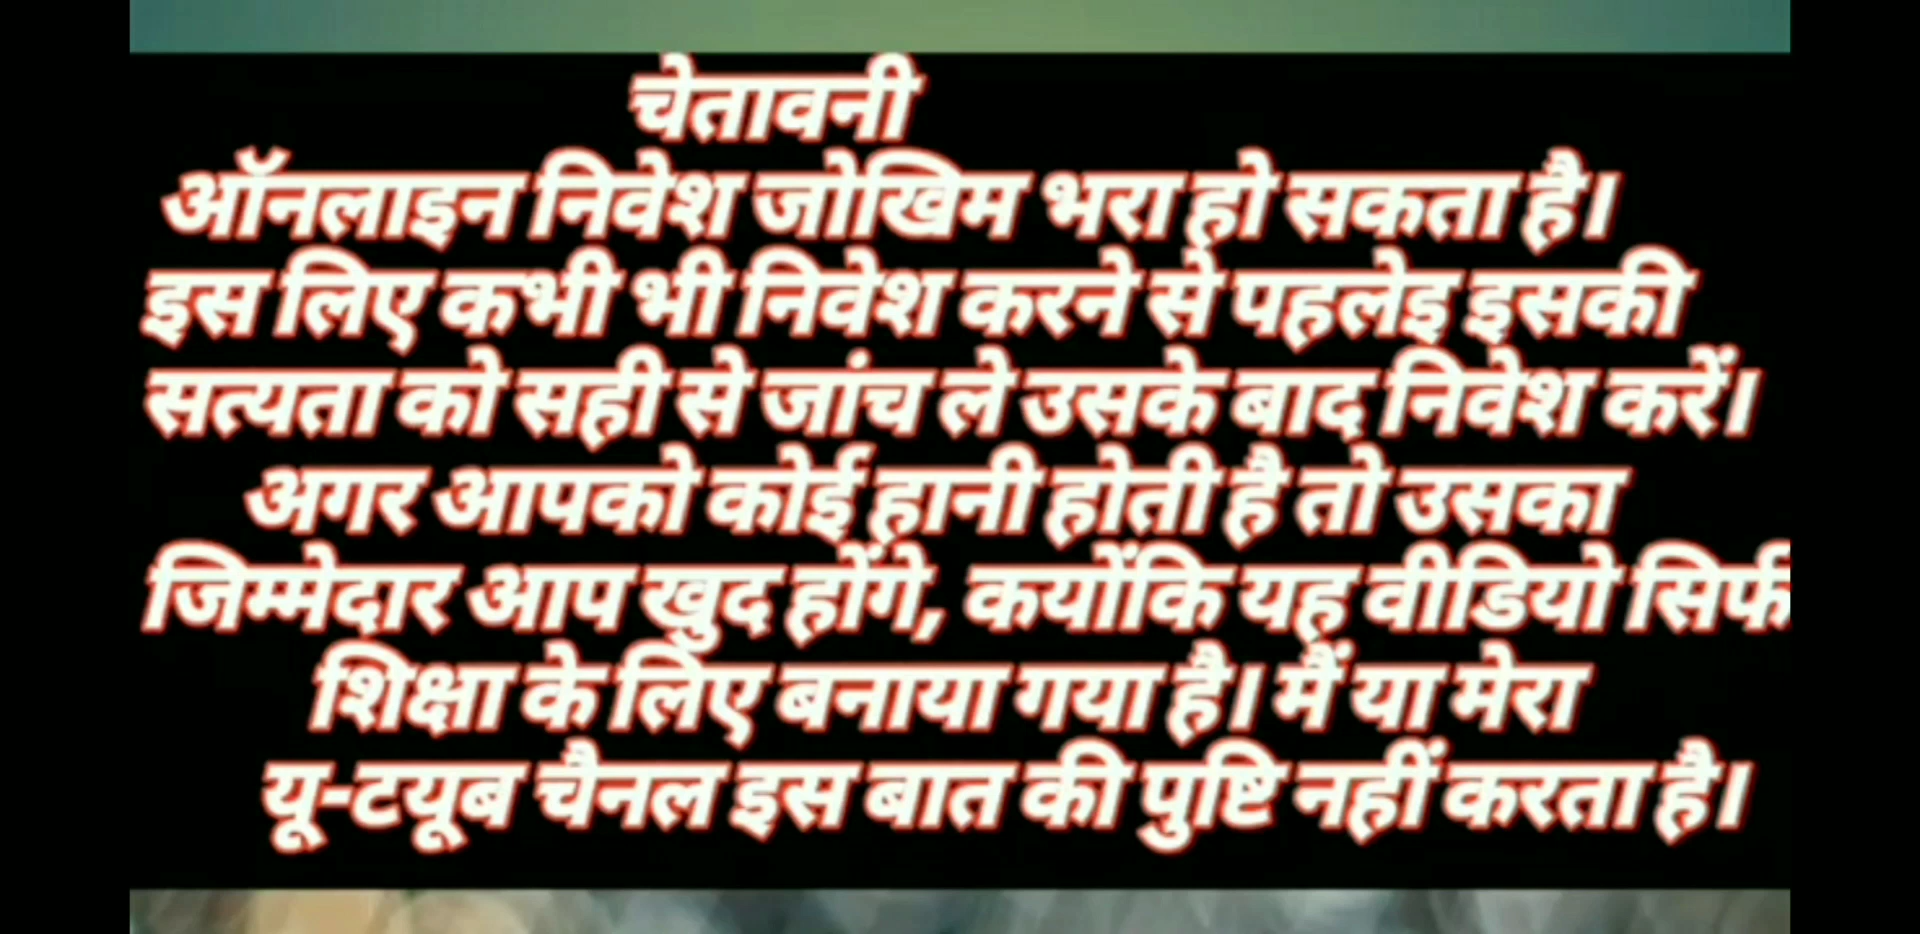 चेतावनी
ऑनलाइन निवेश जोखिम भरा हो सकता है।
इस लिए कभी भी निवेश करने से पहलेइ इसकी
सत्यता को सही से जांच ले उसके बाद निवेश करें।
अगर आपको कोई हानी होती है तो उसका
जिम्मेदार आप खुद होंगे, कयोंकि यह वीडियो सिर्फ
शिक्षा के लिए बनाया गया है। मैं या मेरा
यू-टयूब चैनल इस बात की पुष्टि नहीं करता है।